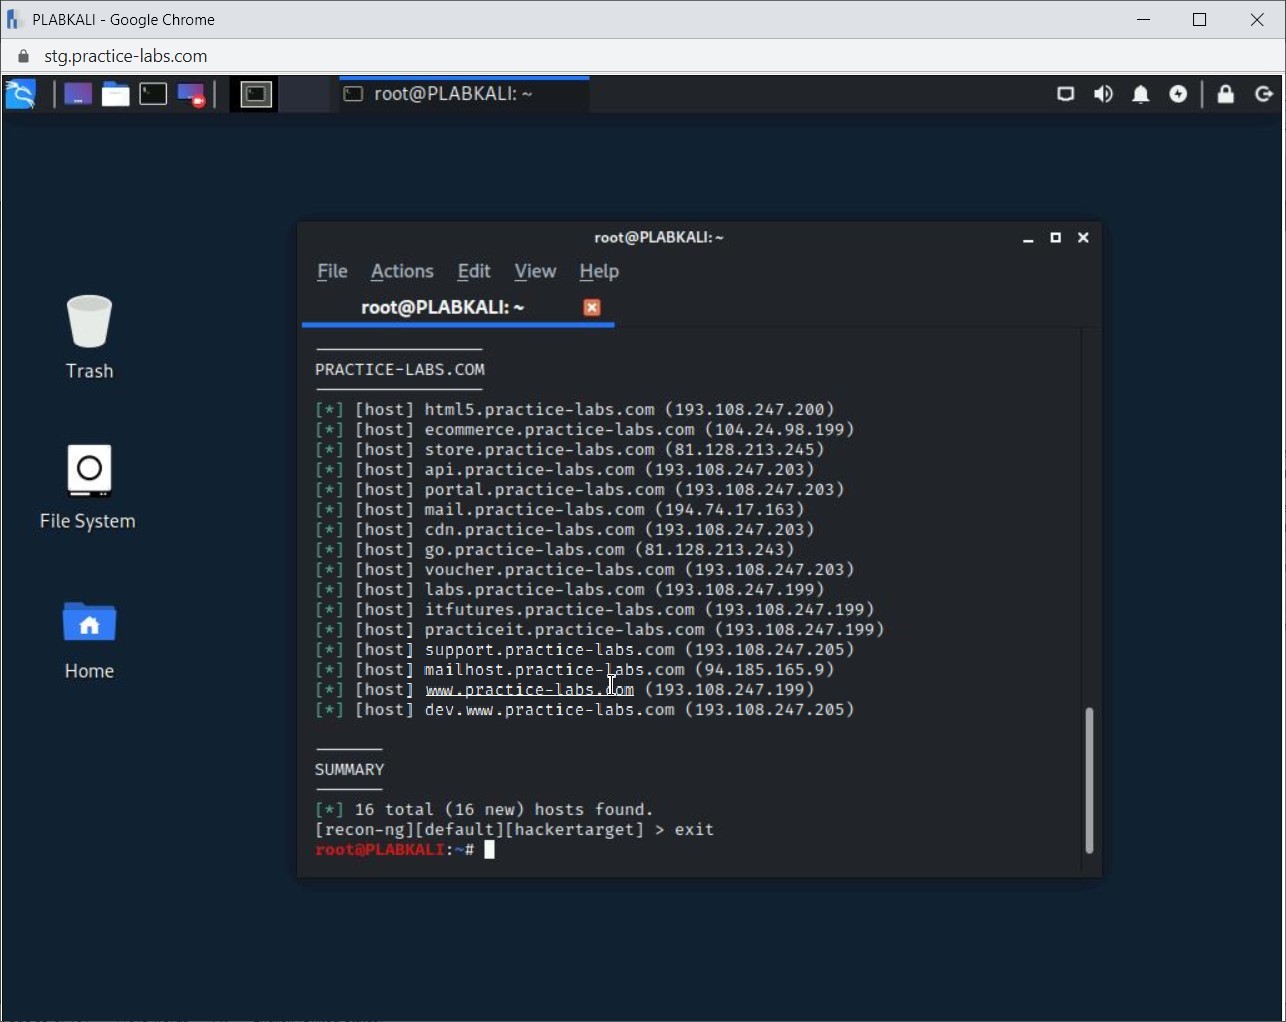 PLABKALI - Google Chrome
stg.practice-labs.com
root@PLABKALI: ~
root@PLABKALI:~
File Actions Edit View Help
root@PLABKALI: ~
Trash
File System
Home
PRACTICE-LABS.COM
[*] [host] html5.practice-labs.com (193.108.247.200)
[*] [host] ecommerce.practice-labs.com (104.24.98.199)
[*] [host] store.practice-labs.com (81.128.213.245)
[*] [host] api.practice-labs.com (193.108.247.203)
[*] [host] portal.practice-labs.com (193.108.247.203)
[*] [host] mail.practice-labs.com (194.74.17.163)
[*] [host] cdn.practice-labs.com (193.108.247.203)
[*] [host] go.practice-labs.com (81.128.213.243)
[*] [host] voucher.practice-labs.com (193.108.247.203)
[*] [host] labs.practice-labs.com (193.108.247.199)
[*] [host] itfutures.practice-labs.com (193.108.247.199)
[*] [host] practiceit.practice-labs.com (193.108.247.199)
[*] [host] support.practice-labs.com (193.108.247.205)
[*] [host] mailhost.practice-labs.com (94.185.165.9)
[*] [host] www.practice-labs.com (193.108.247.199)
[*] [host] dev.www.practice-labs.com (193.108.247.205)
SUMMARY
[*] 16 total (16 new) hosts found.
[recon-ng][default][hackertarget] > exit
root@PLABKALI:~#